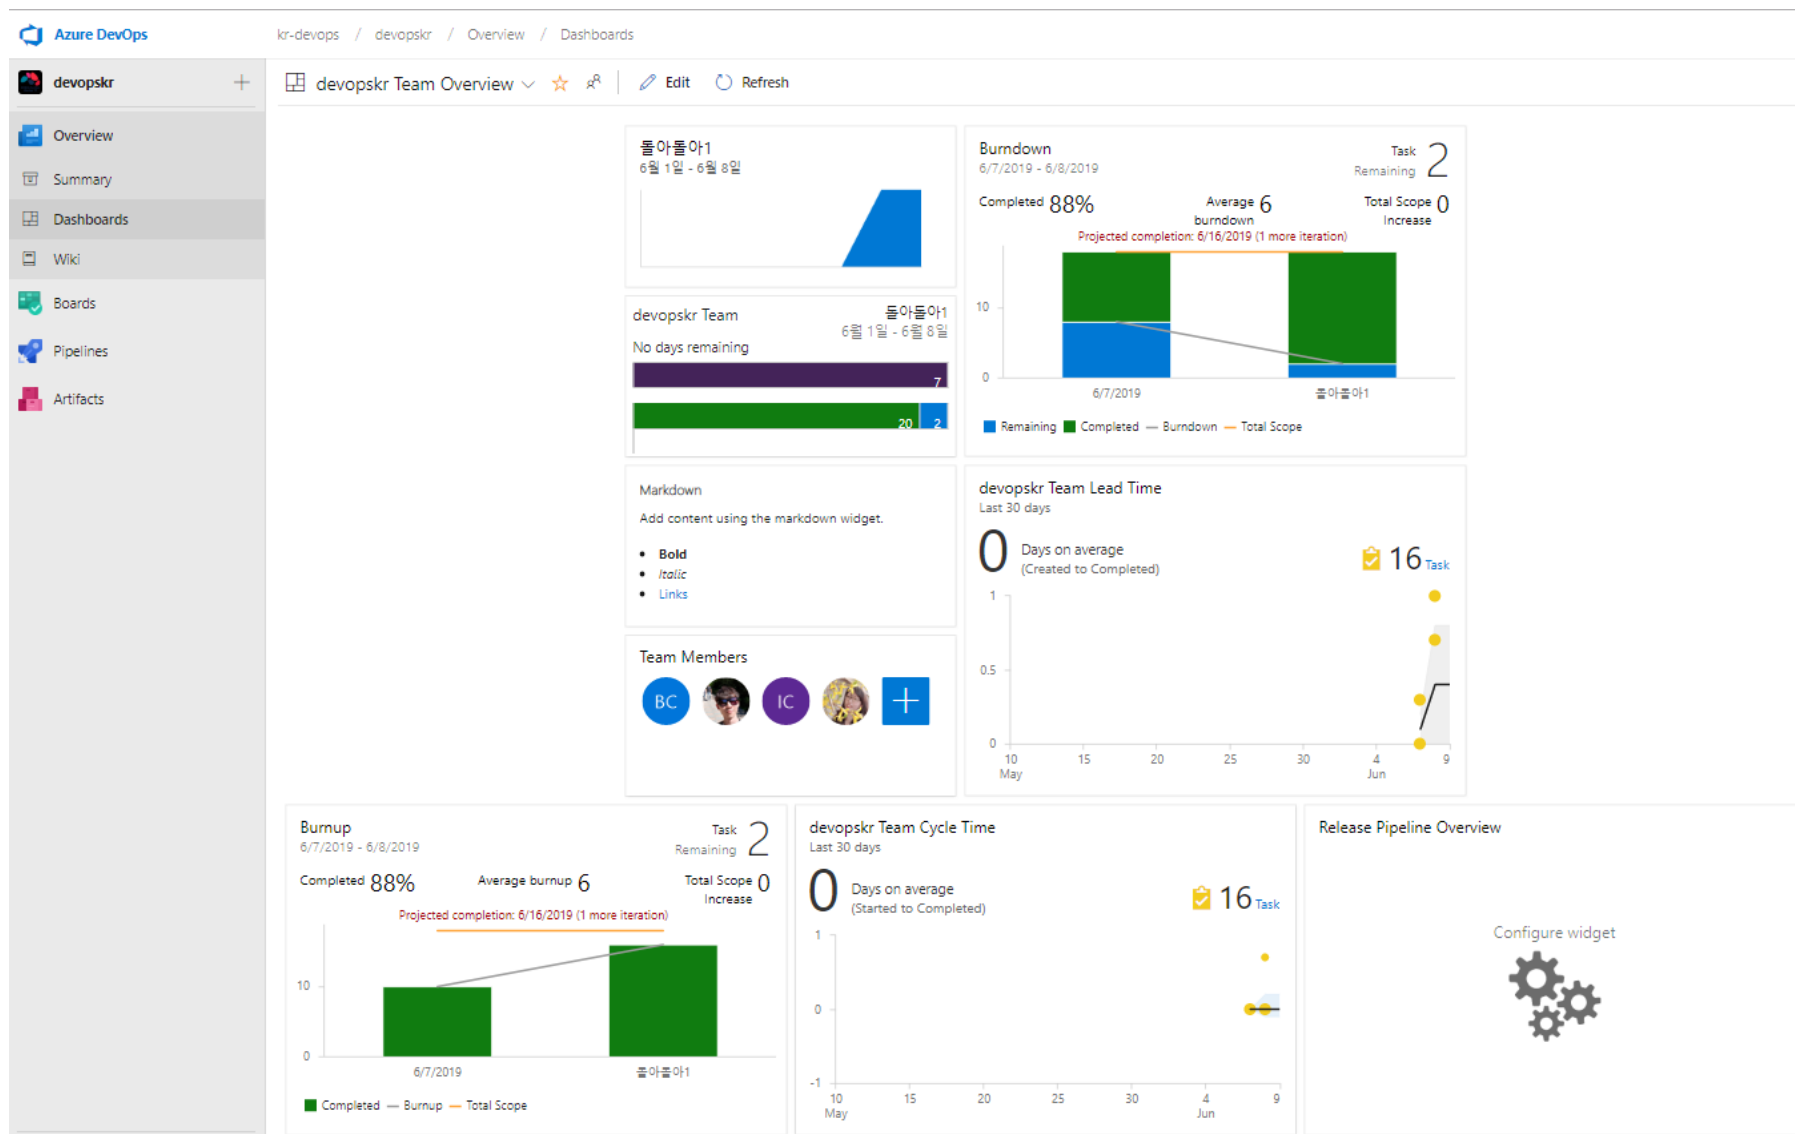 Azure DevOps
kr-devops / devopskr / Overview / Dashboards
devopskr
devopskr Team Overview
Edit
Refresh
Overview
Summary
Dashboards
Wiki
Boards
Pipelines
Artifacts
돌아돌아1
6월 1일 - 6월 8일
devopskr Team
돌아돌아1
6월 1일 - 6월 8일
No days remaining
7
20
2
Markdown
Add content using the markdown widget.
• Bold
• Italic
• Links
Team Members
BC
IC
Burndown
6/7/2019 - 6/8/2019
Task
Remaining 2
Completed 88%
Average
burndown 6
Total Scope
Increase 0
Projected completion: 6/16/2019 (1 more iteration)
10
0
6/7/2019
돌아돌아1
Remaining Completed Burndown Total Scope
devopskr Team Lead Time
Last 30 days
0 Days on average
(Created to Completed)
16 Task
1
0.5
0
10 15 20 25 30 4 9
May Jun
Burnup
6/7/2019 - 6/8/2019
Task
Remaining 2
Completed 88%
Average burnup 6
Total Scope
Increase 0
Projected completion: 6/16/2019 (1 more iteration)
10
0
6/7/2019
돌아돌아1
Completed Burnup Total Scope
devopskr Team Cycle Time
Last 30 days
0 Days on average
(Started to Completed)
16 Task
1
0
-1
10 15 20 25 30 4 9
May Jun
Release Pipeline Overview
Configure widget